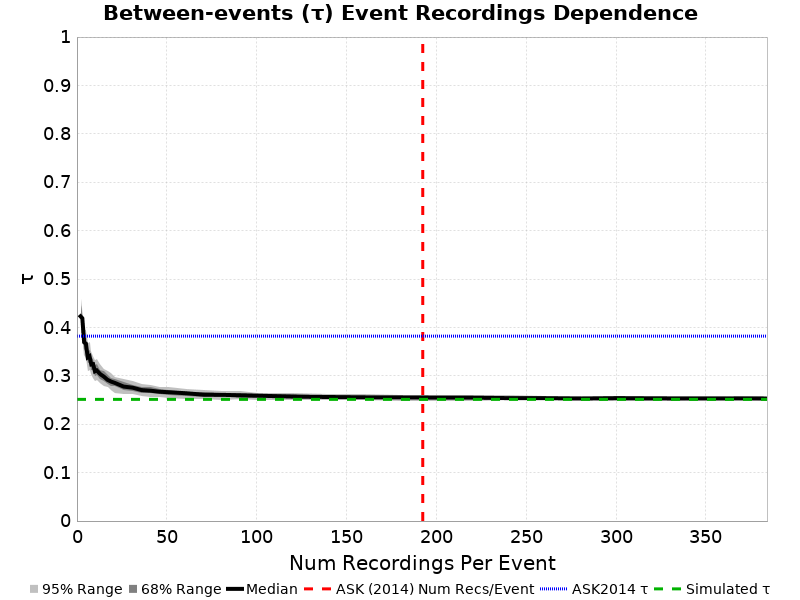 Between-events (τ) Event Recordings Dependence
1
0.9
0.8
0.7
0.6
0.5
0.4
0.3
0.2
0.1
0
τ
0 50 100 150 200 250 300 350
Num Recordings Per Event
95% Range 68% Range Median ASK (2014) Num Recs/Event ASK2014 τ Simulated τ